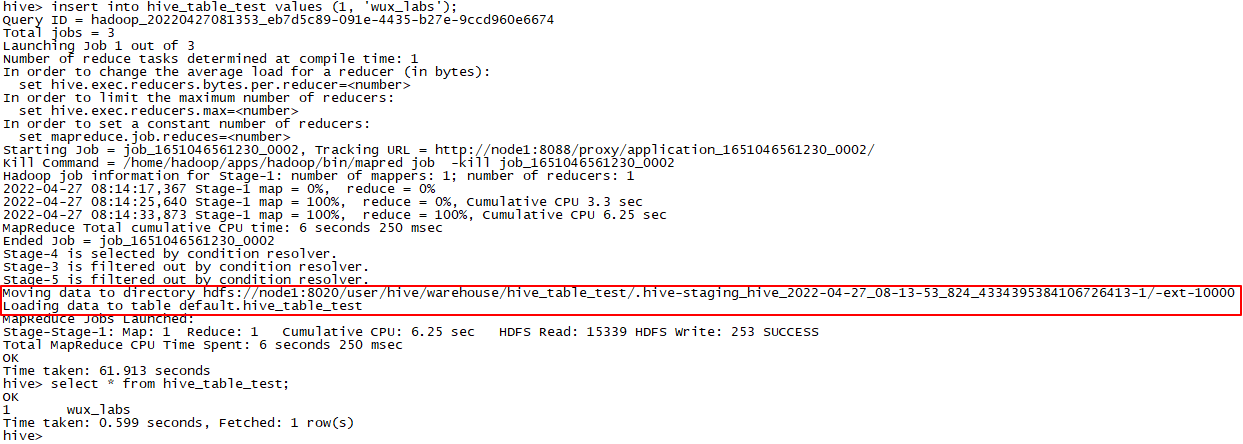 hive> insert into hive_table_test values (1, 'wux_labs');
Query ID = hadoop_20220427081353_eb7d5c89-091e-4435-b27e-9ccd960e6674
Total jobs = 3
Launching Job 1 out of 3
Number of reduce tasks determined at compile time: 1
In order to change the average load for a reducer (in bytes):
  set hive.exec.reducers.bytes.per.reducer=<number>
In order to limit the maximum number of reducers:
  set hive.exec.reducers.max=<number>
In order to set a constant number of reducers:
  set mapreduce.job.reduces=<number>
Starting Job = job_1651046561230_0002, Tracking URL = http://node1:8088/proxy/application_1651046561230_0002/
Kill Command = /home/hadoop/apps/hadoop/bin/mapred job  -kill job_1651046561230_0002
Hadoop job information for Stage-1: number of mappers: 1; number of reducers: 1
2022-04-27 08:14:17,367 Stage-1 map = 0%,  reduce = 0%
2022-04-27 08:14:25,640 Stage-1 map = 100%,  reduce = 0%, Cumulative CPU 3.3 sec
2022-04-27 08:14:33,873 Stage-1 map = 100%,  reduce = 100%, Cumulative CPU 6.25 sec
MapReduce Total cumulative CPU time: 6 seconds 250 msec
Ended Job = job_1651046561230_0002
Stage-4 is selected by condition resolver.
Stage-3 is filtered out by condition resolver.
Stage-5 is filtered out by condition resolver.
Moving data to directory hdfs://node1:8020/user/hive/warehouse/hive_table_test/.hive-staging_hive_2022-04-27_08-13-53_824_4334395384106726413-1/-ext-10000
Loading data to table default.hive_table_test
MapReduce Jobs Launched:
Stage-Stage-1: Map: 1  Reduce: 1   Cumulative CPU: 6.25 sec   HDFS Read: 15339 HDFS Write: 253 SUCCESS
Total MapReduce CPU Time Spent: 6 seconds 250 msec
OK
Time taken: 61.913 seconds
hive> select * from hive_table_test;
OK
1       wux_labs
Time taken: 0.599 seconds, Fetched: 1 row(s)
hive>